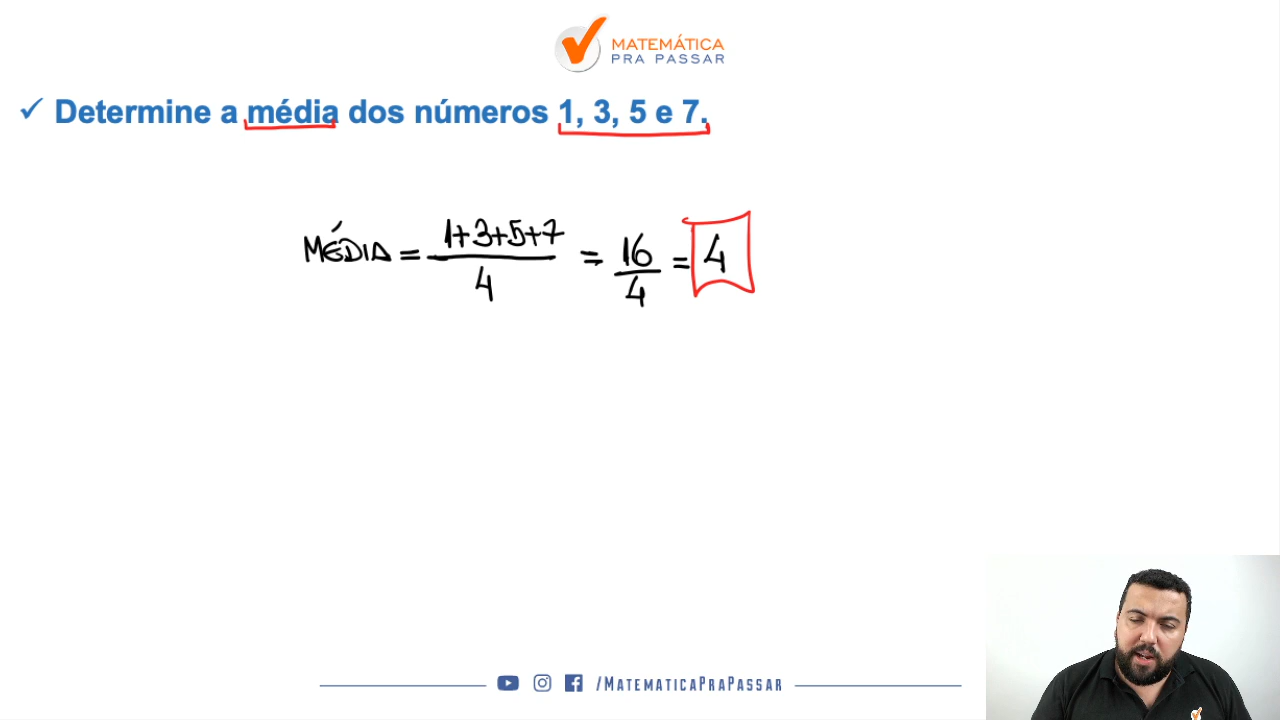 MATEMÁTICA
PRA PASSAR
✓ Determine a média dos números 1, 3, 5 e 7.
MÉDIA = 1+3+5+7 / 4 = 16 / 4 = 4
/MATEMATICAPRAPASSAR